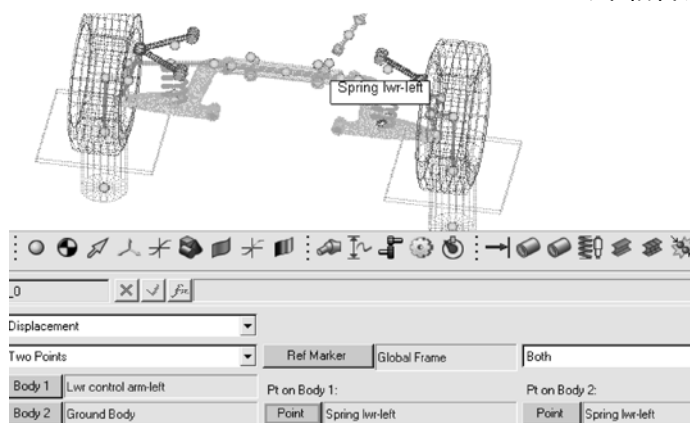 Spring lwr-left
_0
Displacement
Two Points Ref Marker Global Frame Both
Body 1 Lwr control arm-left Pt on Body 1: Pt on Body 2:
Body 2 Ground Body Point Spring lwr-left Point Spring lwr-left